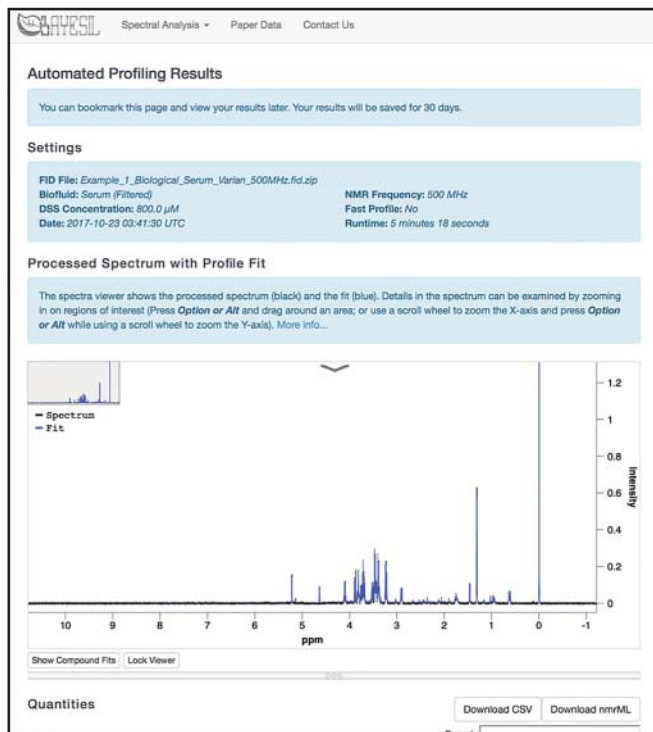 BAYESIL Spectral Analysis Paper Data Contact Us
Automated Profiling Results
You can bookmark this page and view your results later. Your results will be saved for 30 days.
Settings
FID File: Example_1_Biological_Serum_Varian_500MHz.fid.zip
Biofluid: Serum (Filtered) NMR Frequency: 500 MHz
DSS Concentration: 800.0 µM Fast Profile: No
Date: 2017-10-23 03:41:30 UTC Runtime: 5 minutes 18 seconds
Processed Spectrum with Profile Fit
The spectra viewer shows the processed spectrum (black) and the fit (blue). Details in the spectrum can be examined by zooming
in on regions of interest (Press Option or Alt and drag around an area; or use a scroll wheel to zoom the X-axis and press Option
or Alt while using a scroll wheel to zoom the Y-axis). More info...
Spectrum
Fit
1.2
1
0.8
0.6
0.4
0.2
0
Intensity
10 9 8 7 6 5 4 3 2 1 0 -1
ppm
Show Compound Fits Lock Viewer
Quantities Download CSV Download nmrML